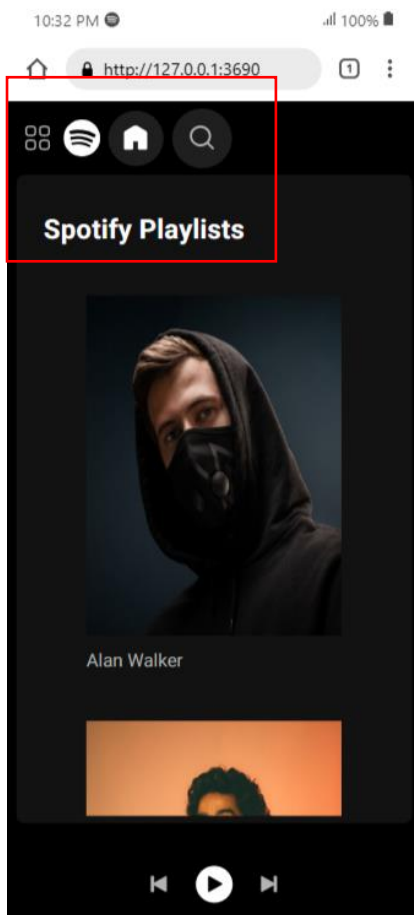 10:32 PM
100%
http://127.0.0.1:3690
1
Spotify Playlists
Alan Walker